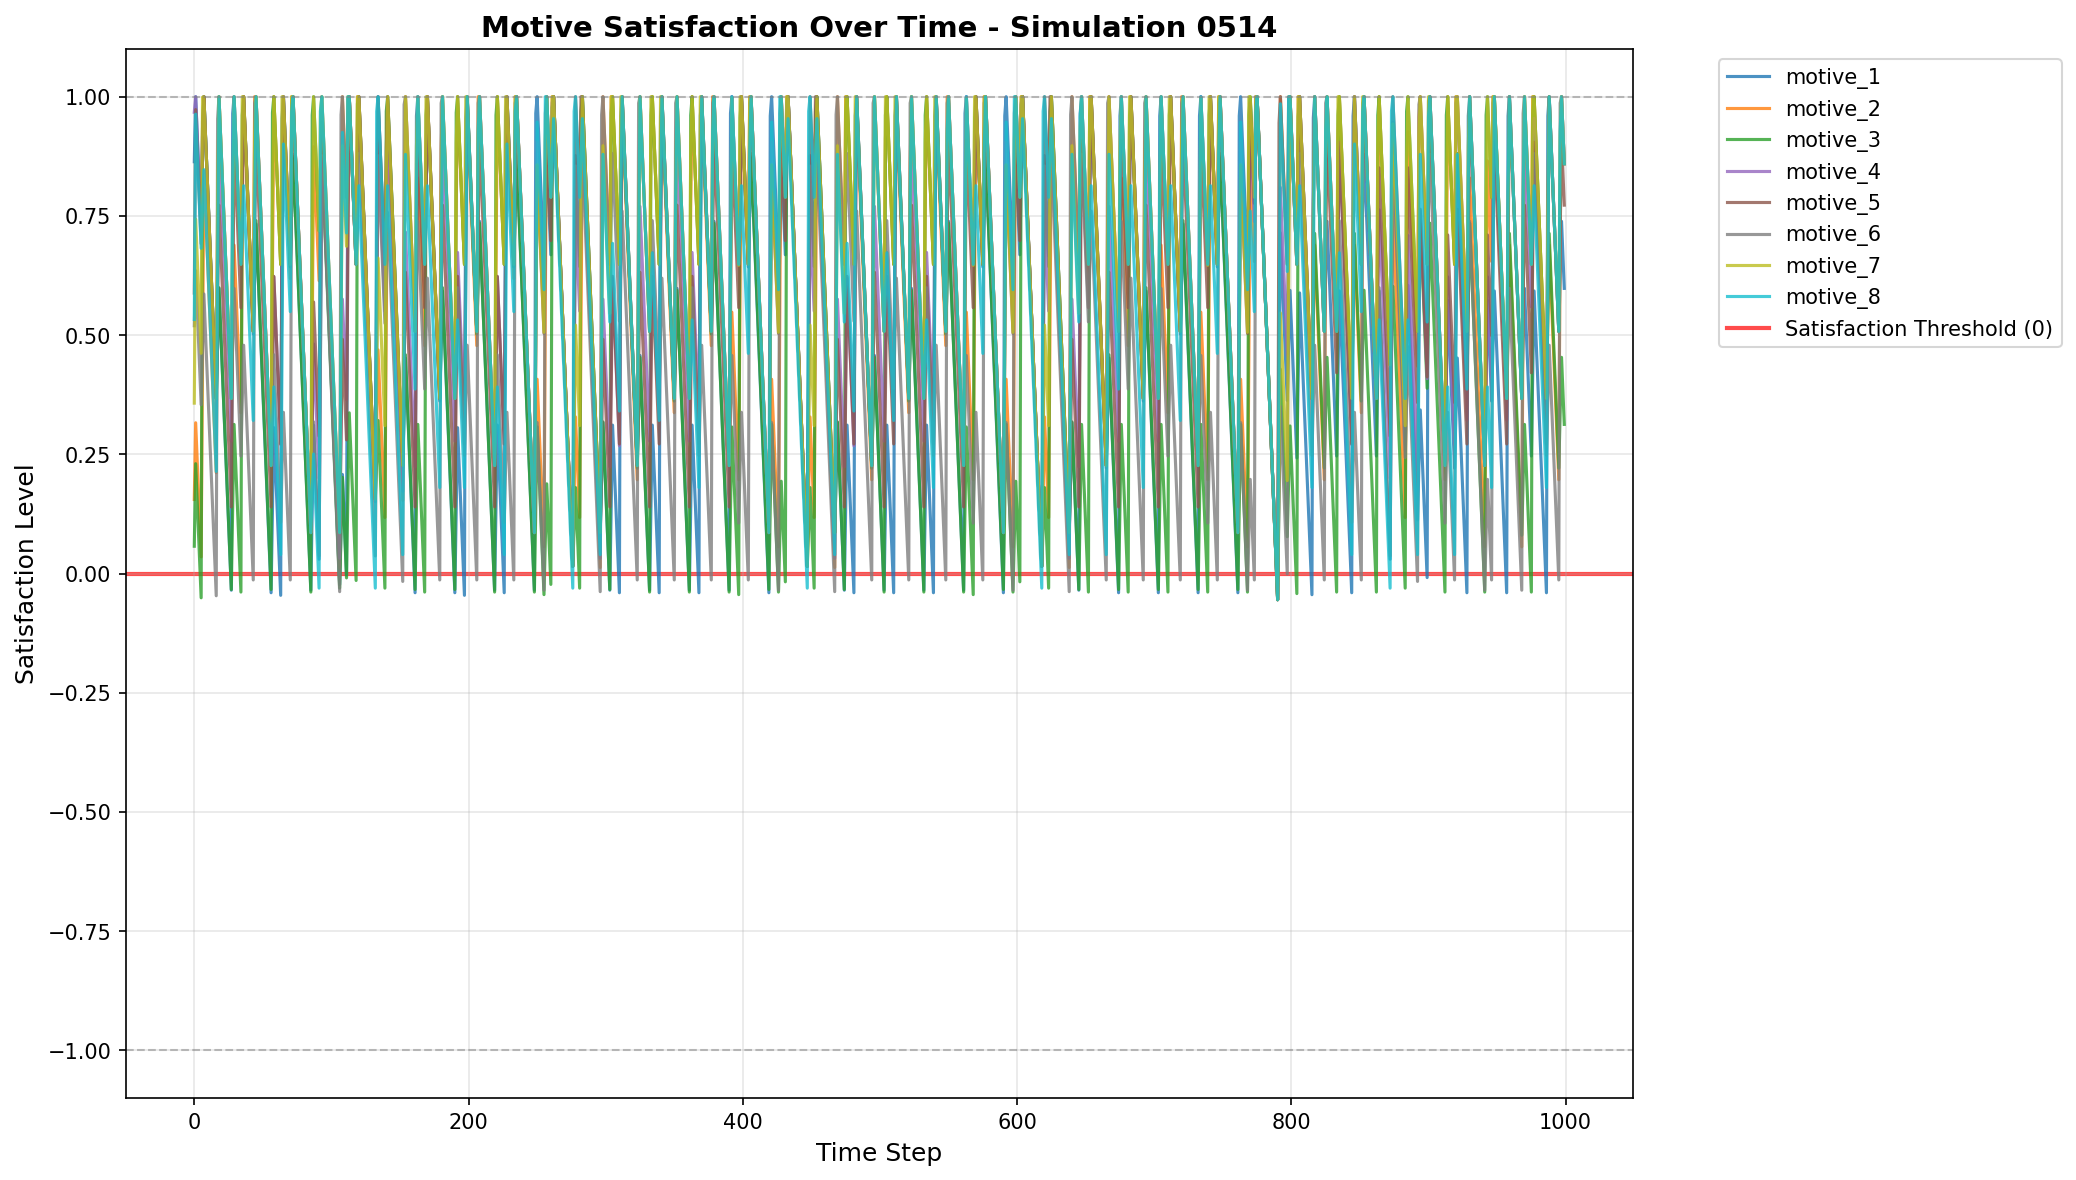 Motive Satisfaction Over Time - Simulation 0514
1.00
0.75
0.50
0.25
0.00
−0.25
−0.50
−0.75
−1.00
Satisfaction Level
0
200
400
600
800
1000
Time Step
motive_1
motive_2
motive_3
motive_4
motive_5
motive_6
motive_7
motive_8
Satisfaction Threshold (0)